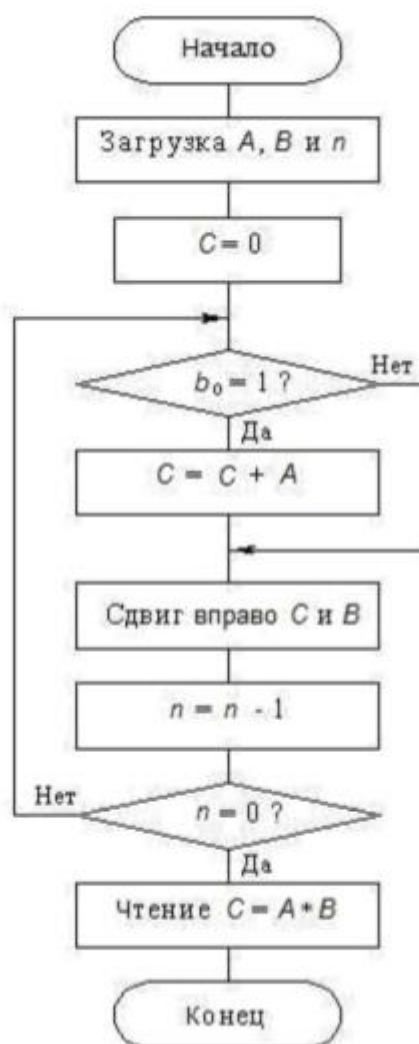 Начало
Загрузка A, B и n
C = 0
b₀ = 1 ?
Нет
Да
C = C + A
Сдвиг вправо C и B
n = n - 1
Нет
n = 0 ?
Да
Чтение C = A * B
Конец